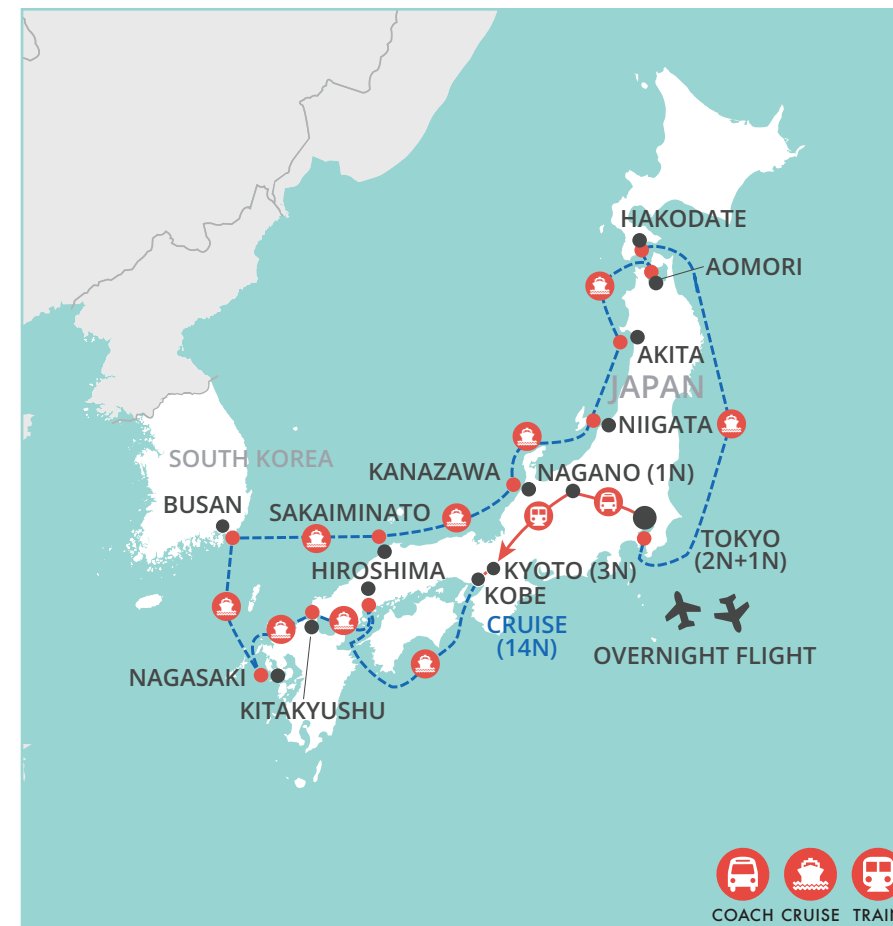 HAKODATE
AOMORI
AKITA
JAPAN
NIIGATA
SOUTH KOREA
KANAZAWA
NAGANO (1N)
BUSAN
SAKAIMINATO
TOKYO
(2N+1N)
HIROSHIMA
KYOTO (3N)
KOBE
CRUISE
(14N)
OVERNIGHT FLIGHT
NAGASAKI
KITAKYUSHU
COACH CRUISE TRAIN